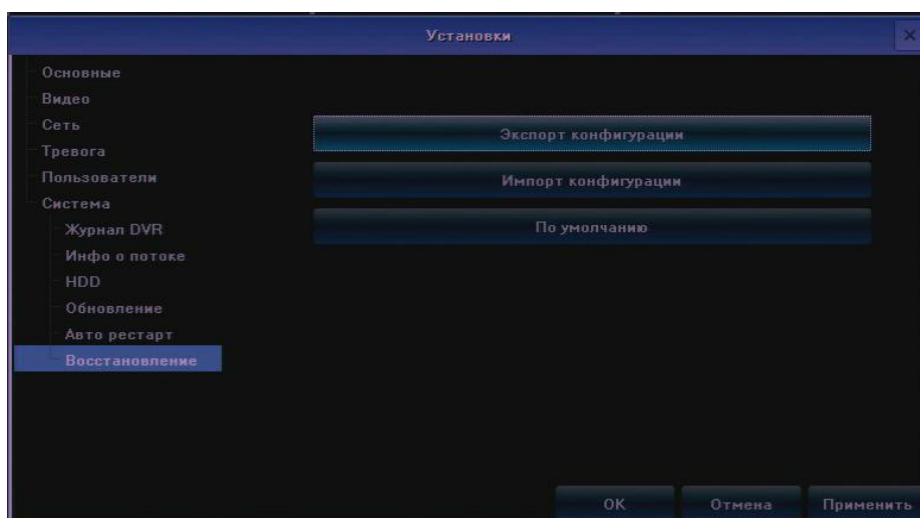 Установки
Основные
Видео
Сеть
Тревога
Пользователи
Система
Журнал DVR
Инфо о потоке
HDD
Обновление
Авто рестарт
Восстановление
Экспорт конфигурации
Импорт конфигурации
По умолчанию
OK
Отмена
Применить